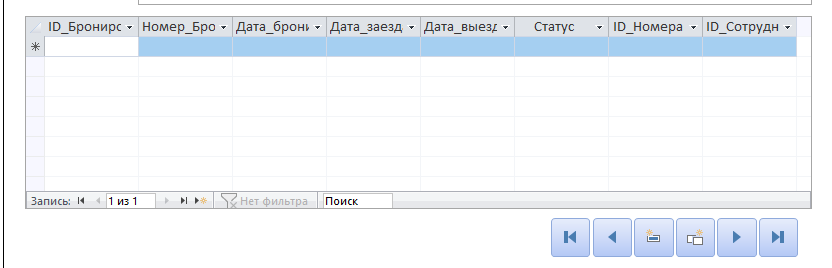 ID_Бронирс Номер_Бро Дата_брони Дата_заезд Дата_выезд Статус ID_Номера ID_Сотрудн
Запись: 1 из 1 Нет фильтра Поиск